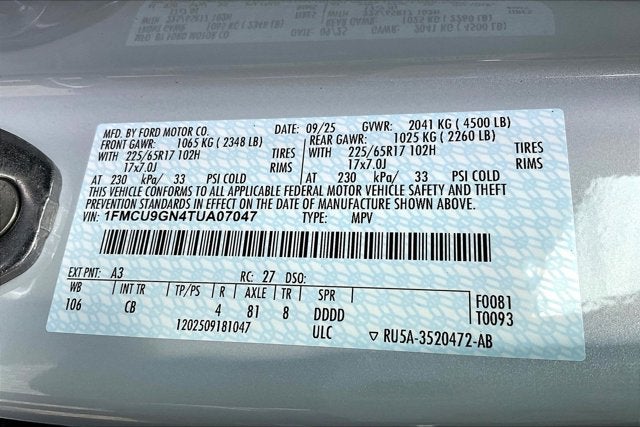 MFD. BY FORD MOTOR CO. DATE: 09/25 GVWR: 2041 KG ( 4500 LB)
FRONT GAWR: 1065 KG ( 2348 LB) REAR GAWR: 1025 KG ( 2260 LB)
WITH 225/65R17 102H TIRES WITH 225/65R17 102H TIRES
17x7.0J RIMS 17x7.0J RIMS
AT 230 kPa/ 33 PSI COLD AT 230 kPa/ 33 PSI COLD
THIS VEHICLE CONFORMS TO ALL APPLICABLE FEDERAL MOTOR VEHICLE SAFETY AND THEFT
PREVENTION STANDARDS IN EFFECT ON THE DATE OF MANUFACTURE SHOWN ABOVE.
VIN: 1FMCU9GN4TUA07047 TYPE: MPV
EXT PNT: A3 RC: 27 DSO:
WB INT TR TP/PS R AXLE TR SPR F0081
106 CB 4 81 8 DDDD T0093
1202509181047 ULC ▽ RU5A-3520472-AB